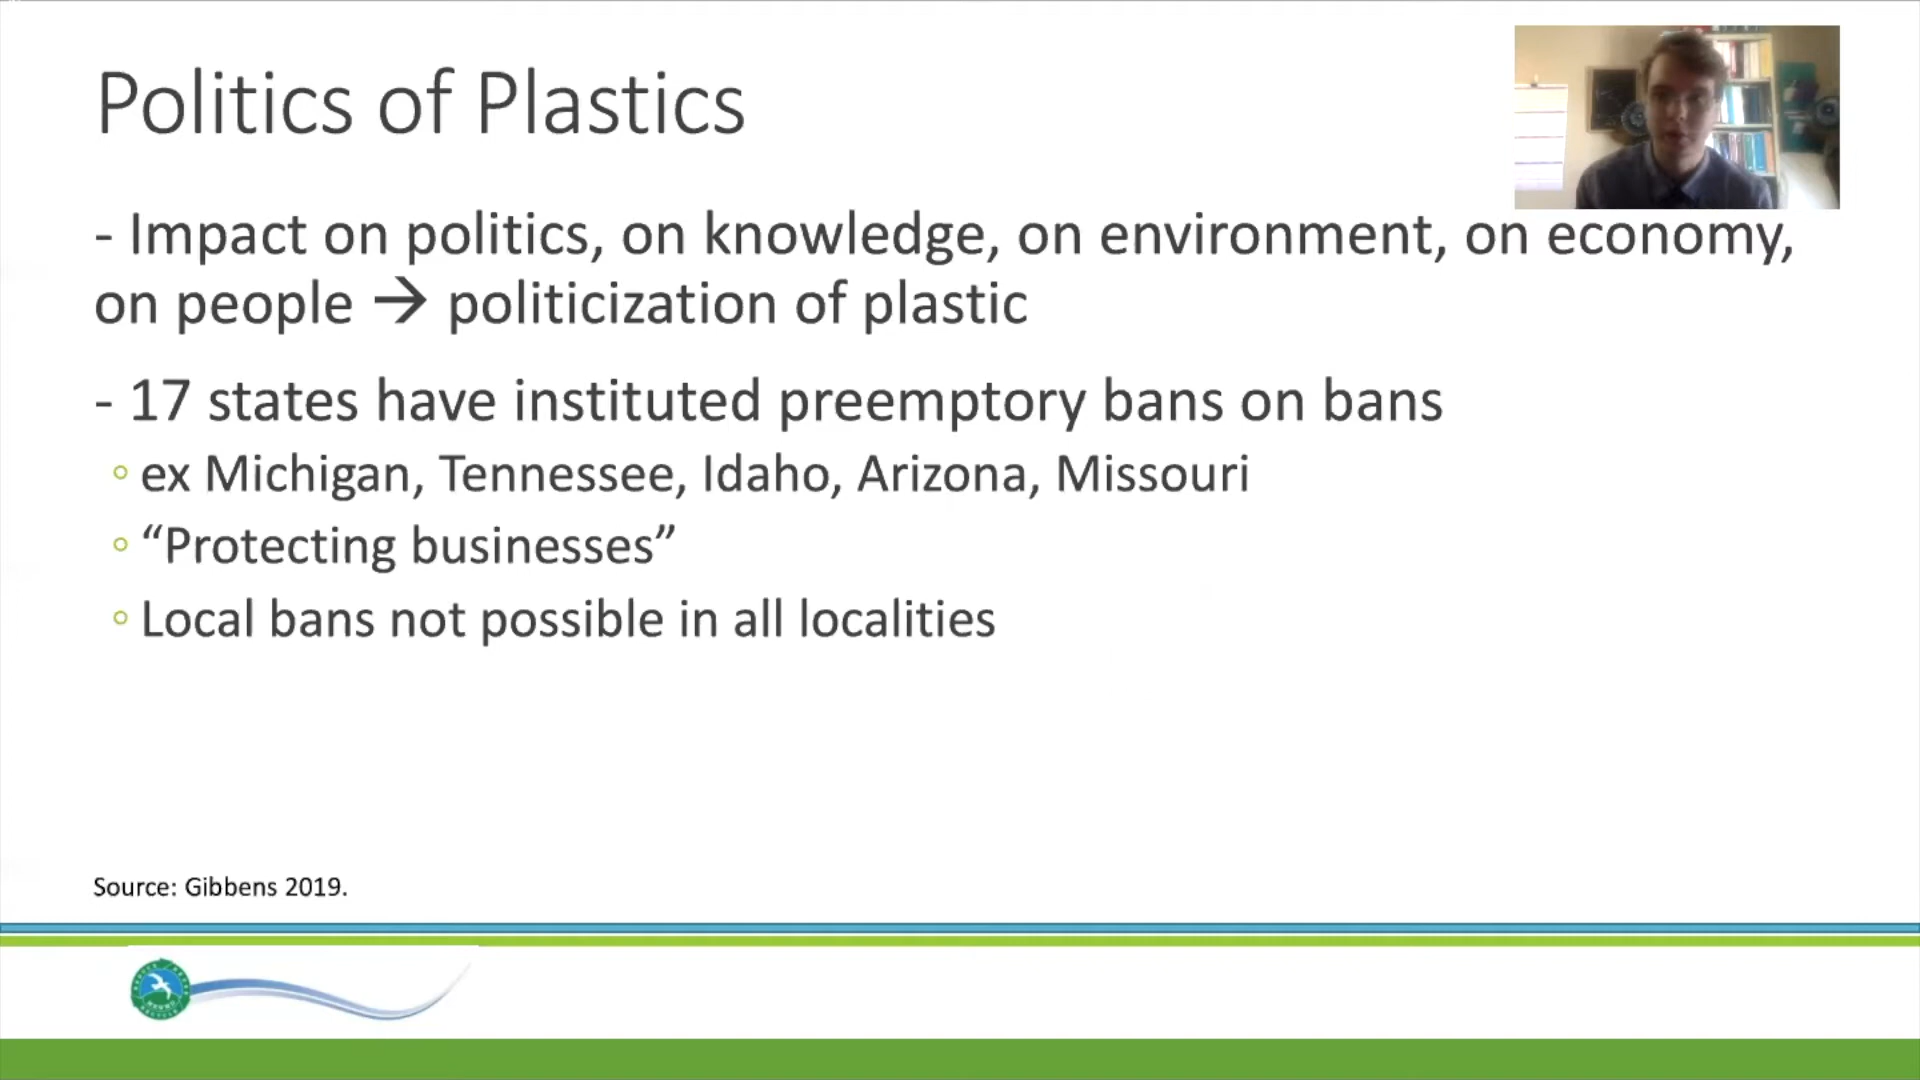 Politics of Plastics
- Impact on politics, on knowledge, on environment, on economy,
on people → politicization of plastic
- 17 states have instituted preemptory bans on bans
◦ ex Michigan, Tennessee, Idaho, Arizona, Missouri
◦ “Protecting businesses”
◦ Local bans not possible in all localities
Source: Gibbens 2019.